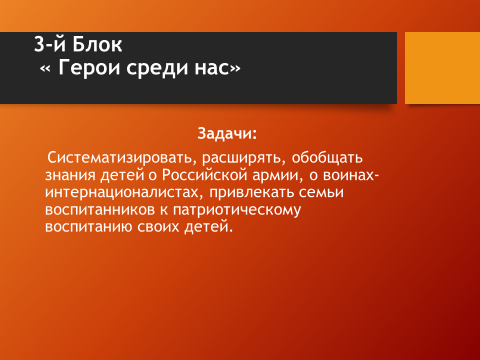 3-й Блок
« Герои среди нас»
Задачи:
Систематизировать, расширять, обобщать
знания детей о Российской армии, о воинах-
интернационалистах, привлекать семьи
воспитанников к патриотическому
воспитанию своих детей.